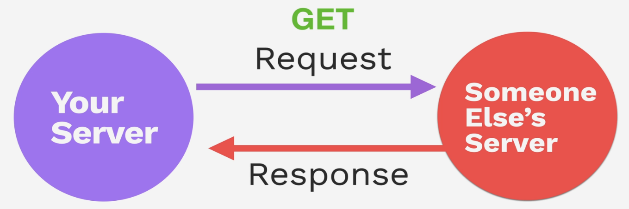 GET
Request
Your
Server
Someone
Else's
Server
Response